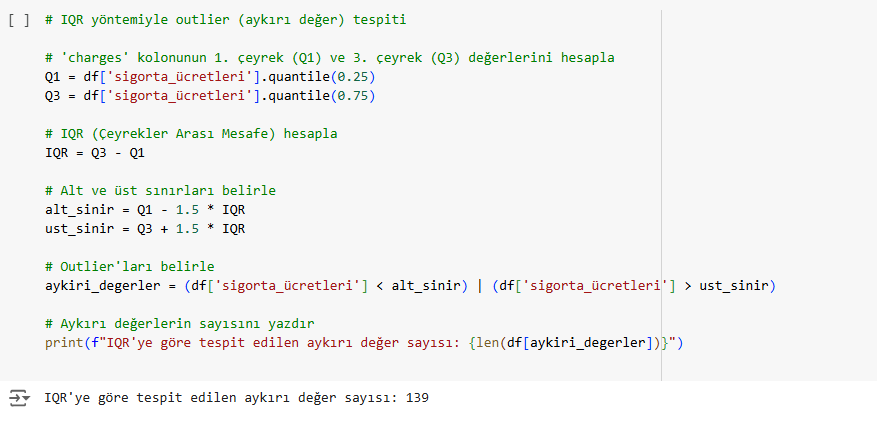 [ ] # IQR yöntemiyle outlier (aykırı değer) tespiti
# 'charges' kolonunun 1. çeyrek (Q1) ve 3. çeyrek (Q3) değerlerini hesapla
Q1 = df['sigorta_ücretleri'].quantile(0.25)
Q3 = df['sigorta_ücretleri'].quantile(0.75)
# IQR (Çeyrekler Arası Mesafe) hesapla
IQR = Q3 - Q1
# Alt ve üst sınırları belirle
alt_sinir = Q1 - 1.5 * IQR
ust_sinir = Q3 + 1.5 * IQR
# Outlier'ları belirle
aykiri_degerler = (df['sigorta_ücretleri'] < alt_sinir) | (df['sigorta_ücretleri'] > ust_sinir)
# Aykırı değerlerin sayısını yazdır
print(f"IQR'ye göre tespit edilen aykırı değer sayısı: {len(df[aykiri_degerler])}")
IQR'ye göre tespit edilen aykırı değer sayısı: 139